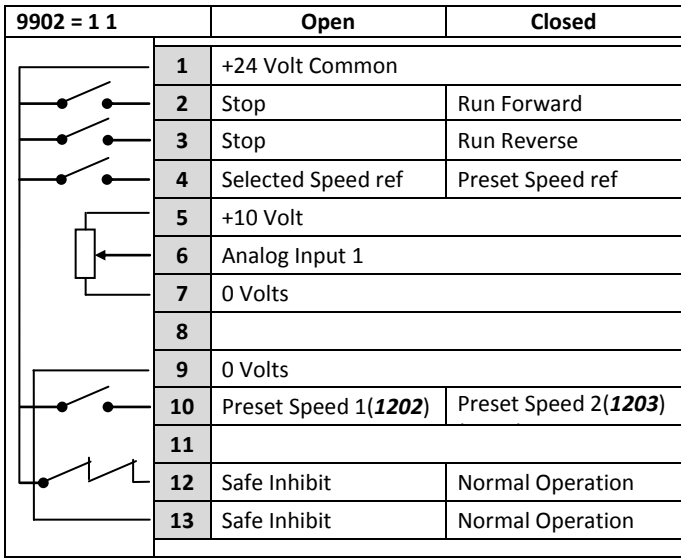 9902 = 1 1 Open Closed
1 +24 Volt Common
2 Stop Run Forward
3 Stop Run Reverse
4 Selected Speed ref Preset Speed ref
5 +10 Volt
6 Analog Input 1
7 0 Volts
8
9 0 Volts
10 Preset Speed 1(1202) Preset Speed 2(1203)
11
12 Safe Inhibit Normal Operation
13 Safe Inhibit Normal Operation